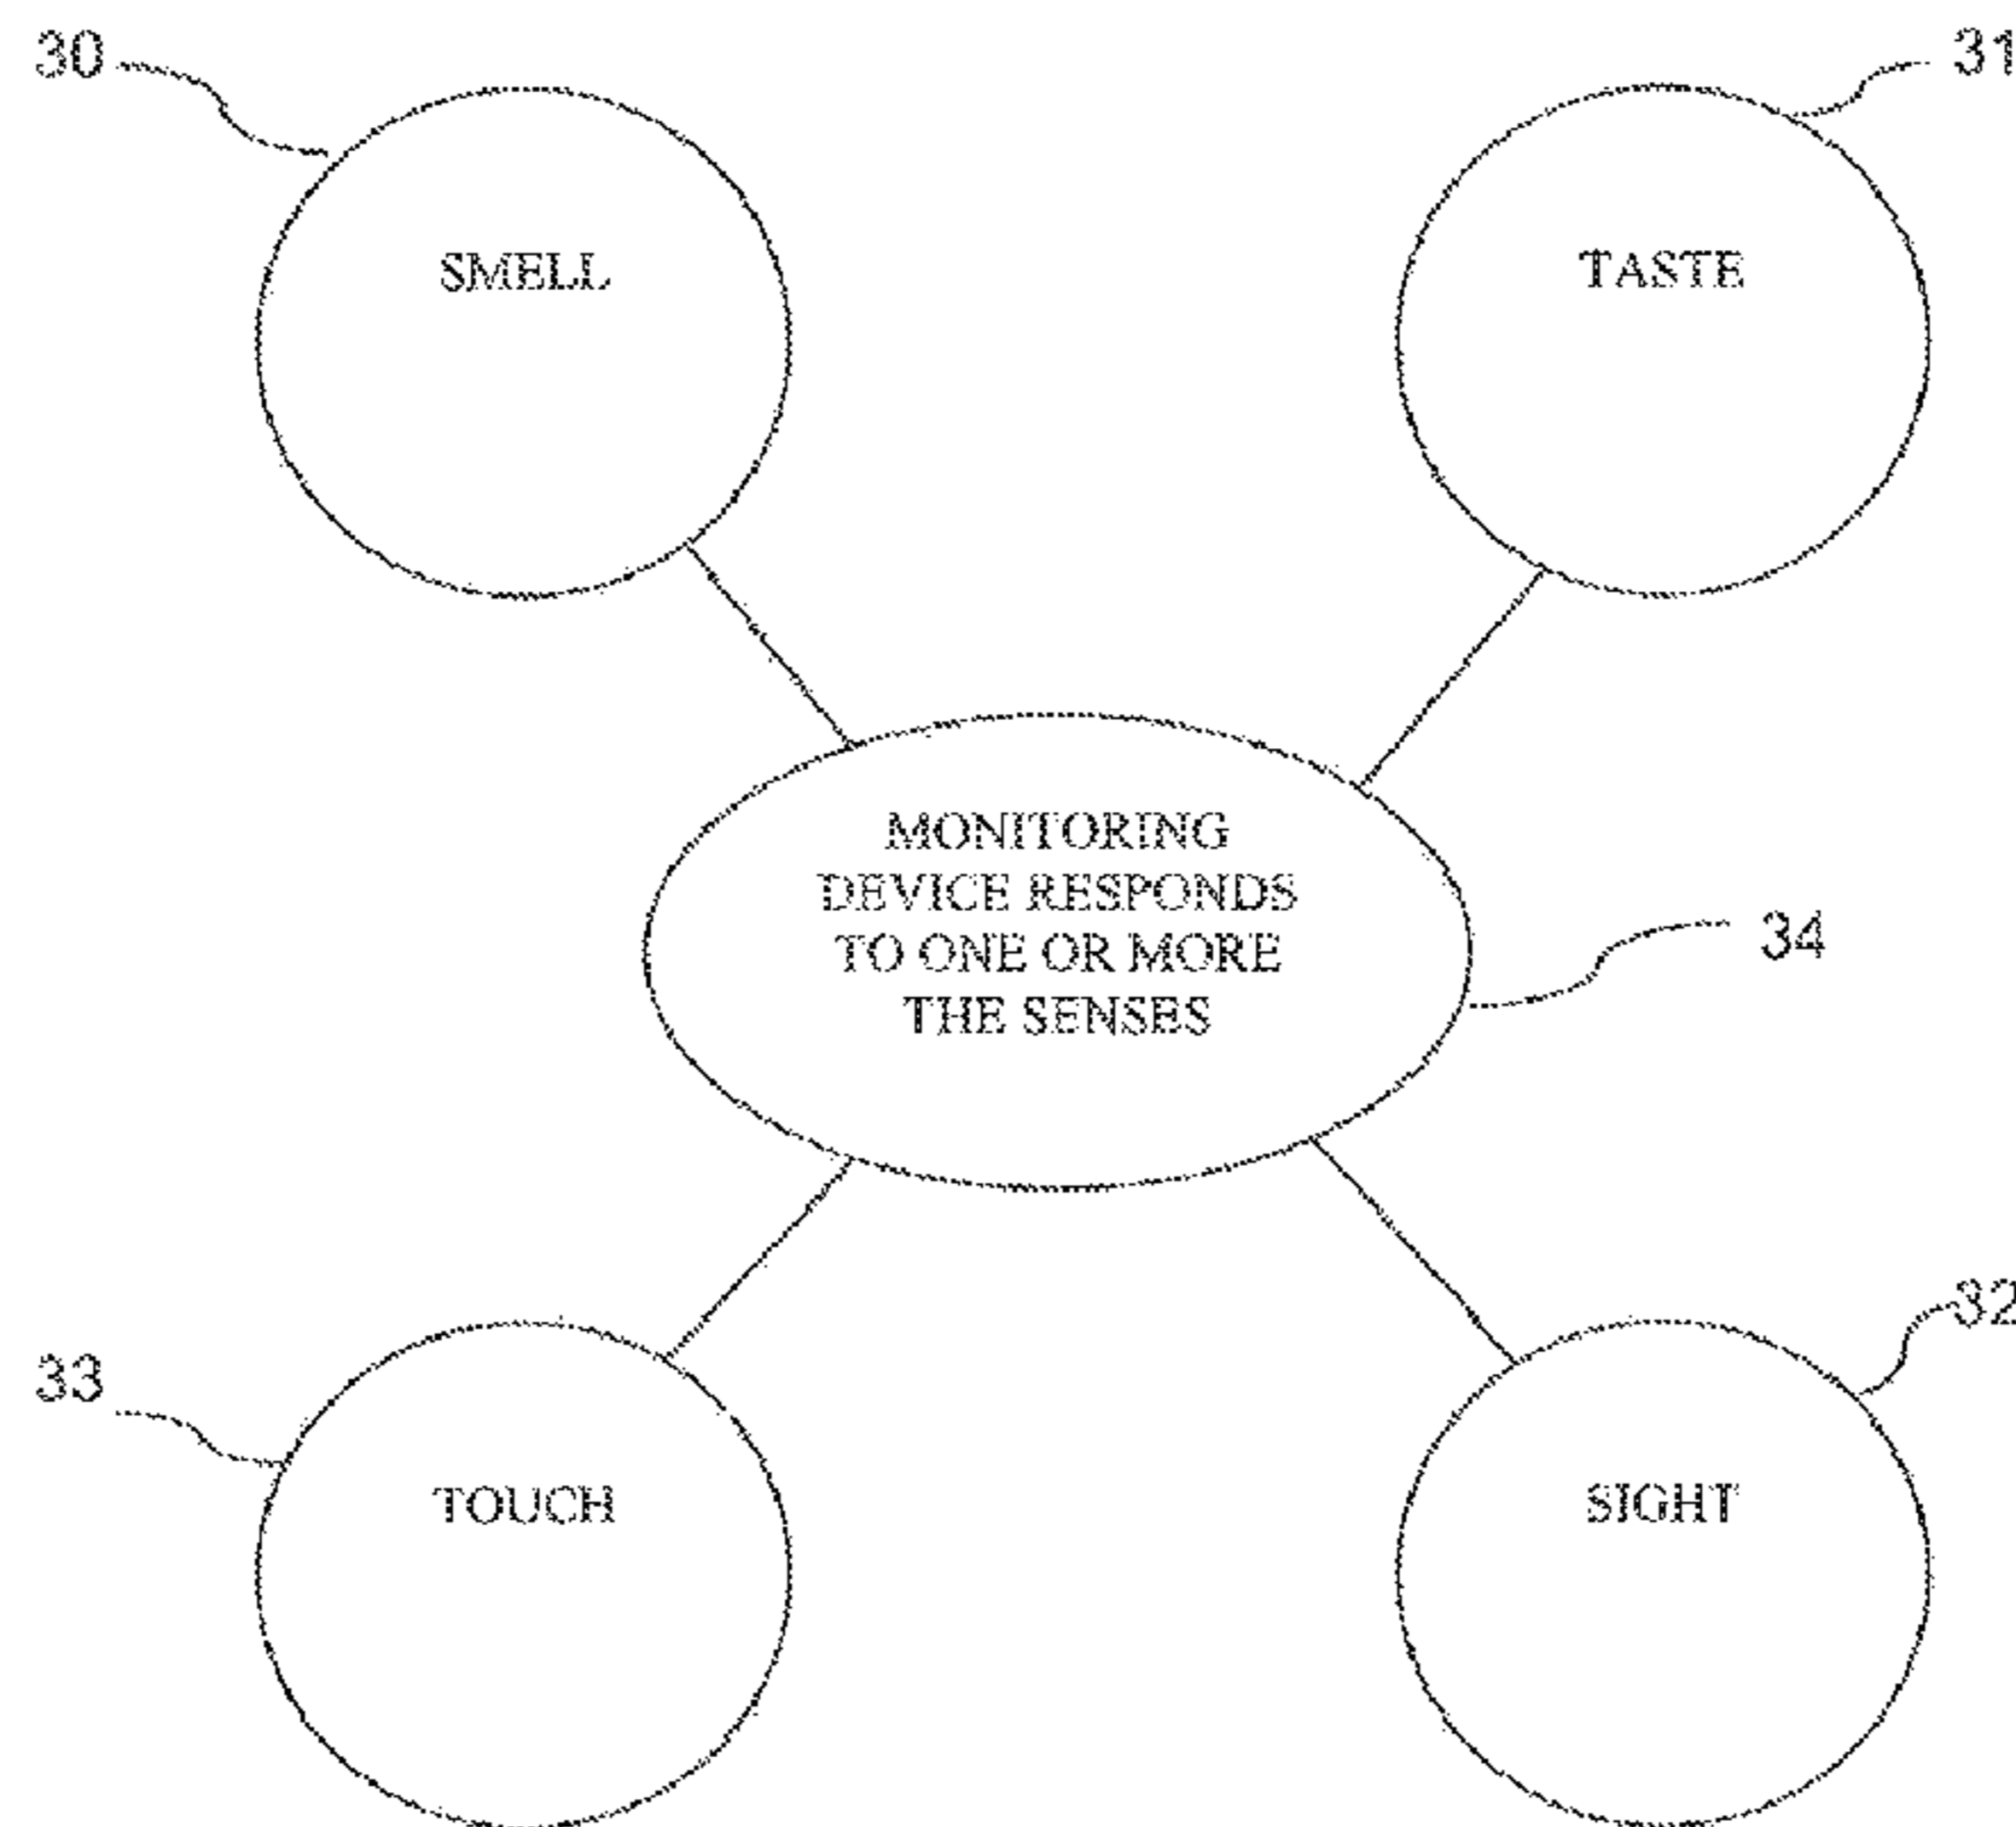 30
31
SMELL
TASTE
MONITORING
DEVICE RESPONDS
TO ONE OR MORE
THE SENSES
34
32
33
TOUCH
SIGHT